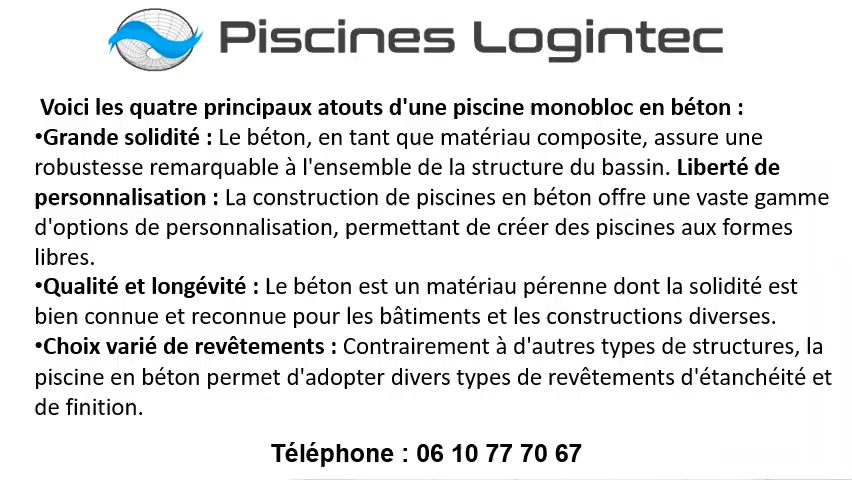 Piscines Logintec
Voici les quatre principaux atouts d'une piscine monobloc en béton :
•Grande solidité : Le béton, en tant que matériau composite, assure une
robustesse remarquable à l'ensemble de la structure du bassin. Liberté de
personnalisation : La construction de piscines en béton offre une vaste gamme
d'options de personnalisation, permettant de créer des piscines aux formes
libres.
•Qualité et longévité : Le béton est un matériau pérenne dont la solidité est
bien connue et reconnue pour les bâtiments et les constructions diverses.
•Choix varié de revêtements : Contrairement à d'autres types de structures, la
piscine en béton permet d'adopter divers types de revêtements d'étanchéité et
de finition.
Téléphone : 06 10 77 70 67